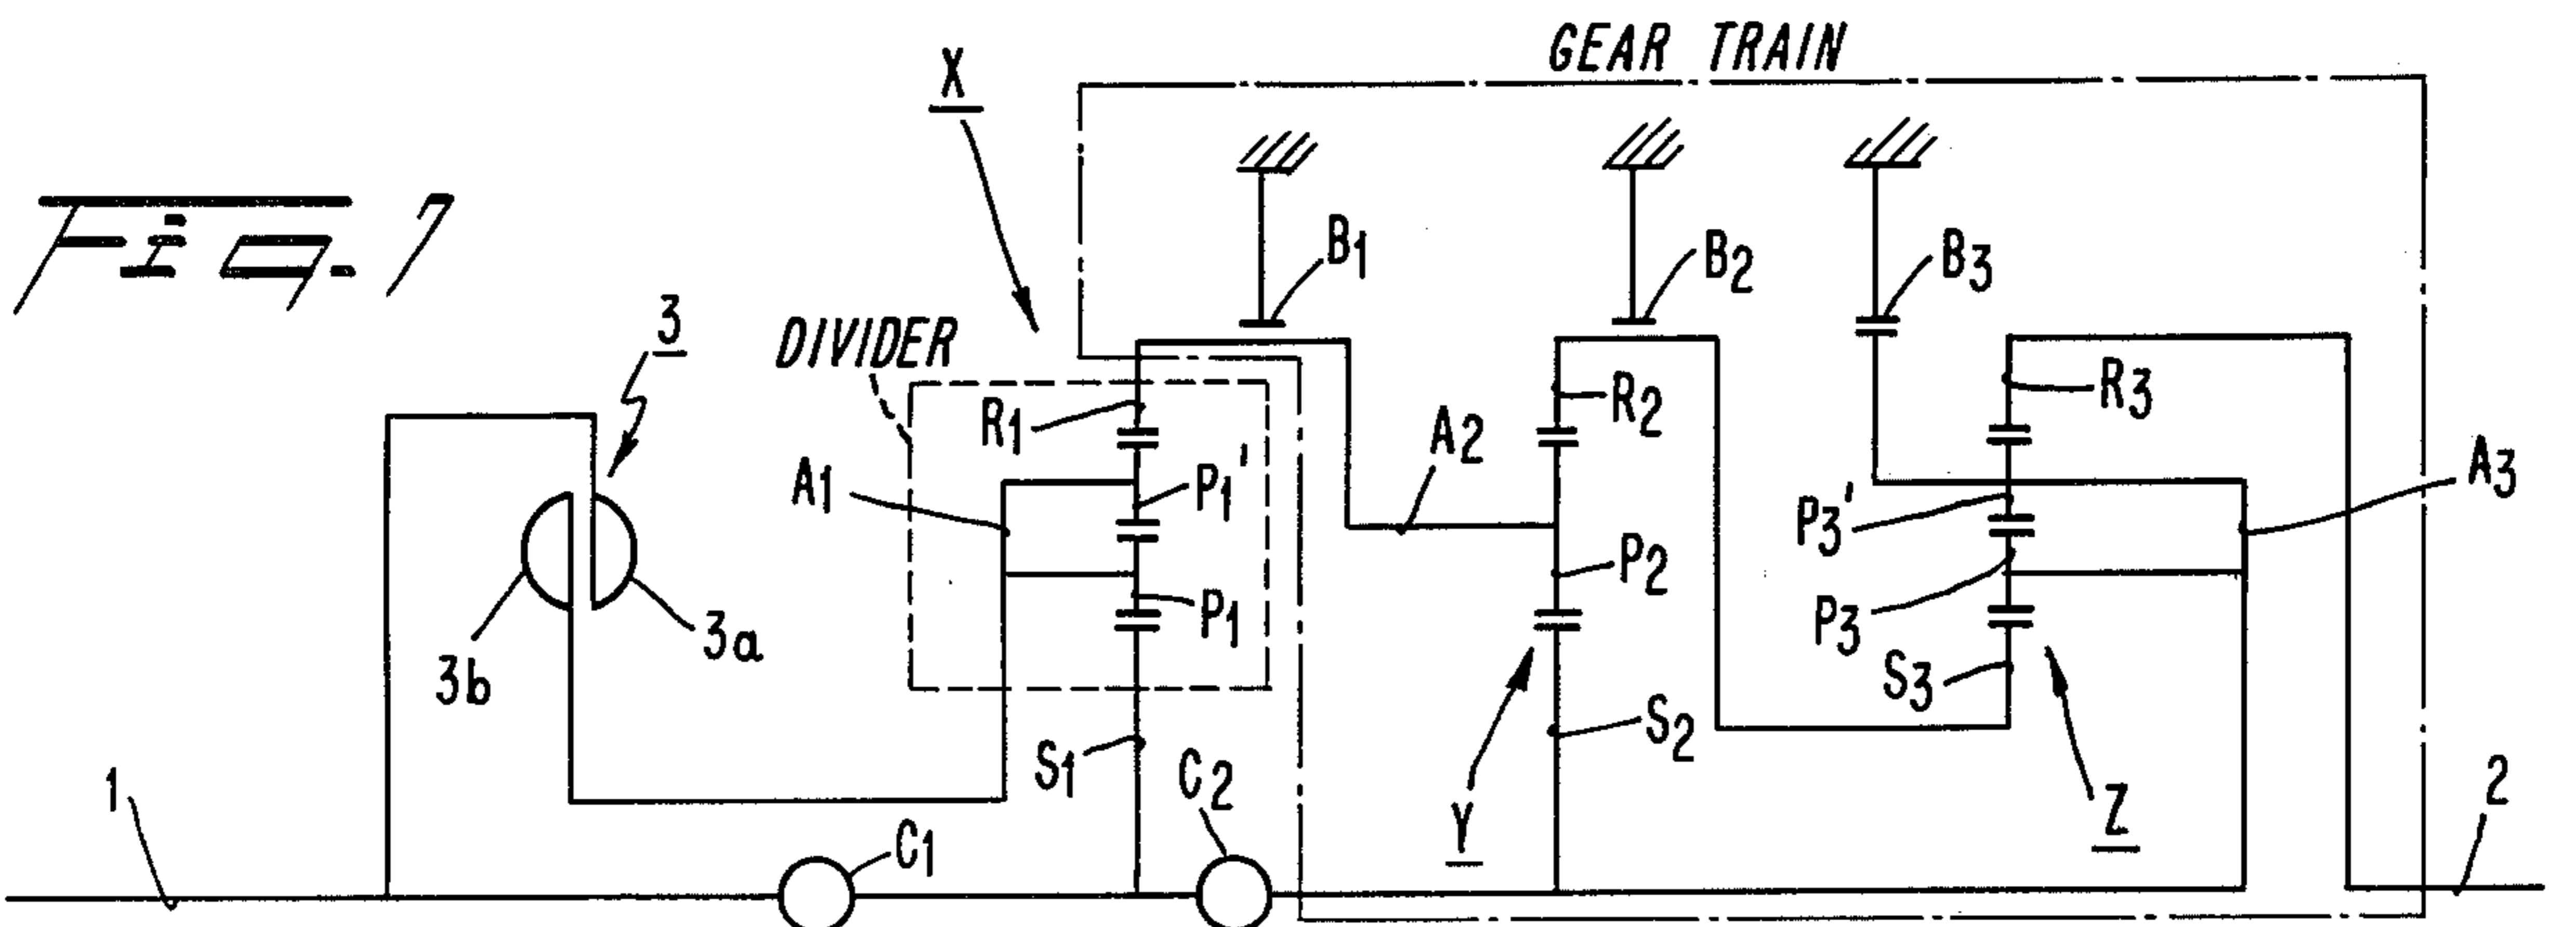 GEAR TRAIN
X
Fig. 7
B1
B2
B3
3
DIVIDER
R1
R2
R3
A1
P1'
A2
P3'
A3
P2
P1
P3
3a
3b
S1
S2
S3
C2
1
C1
Y
Z
2